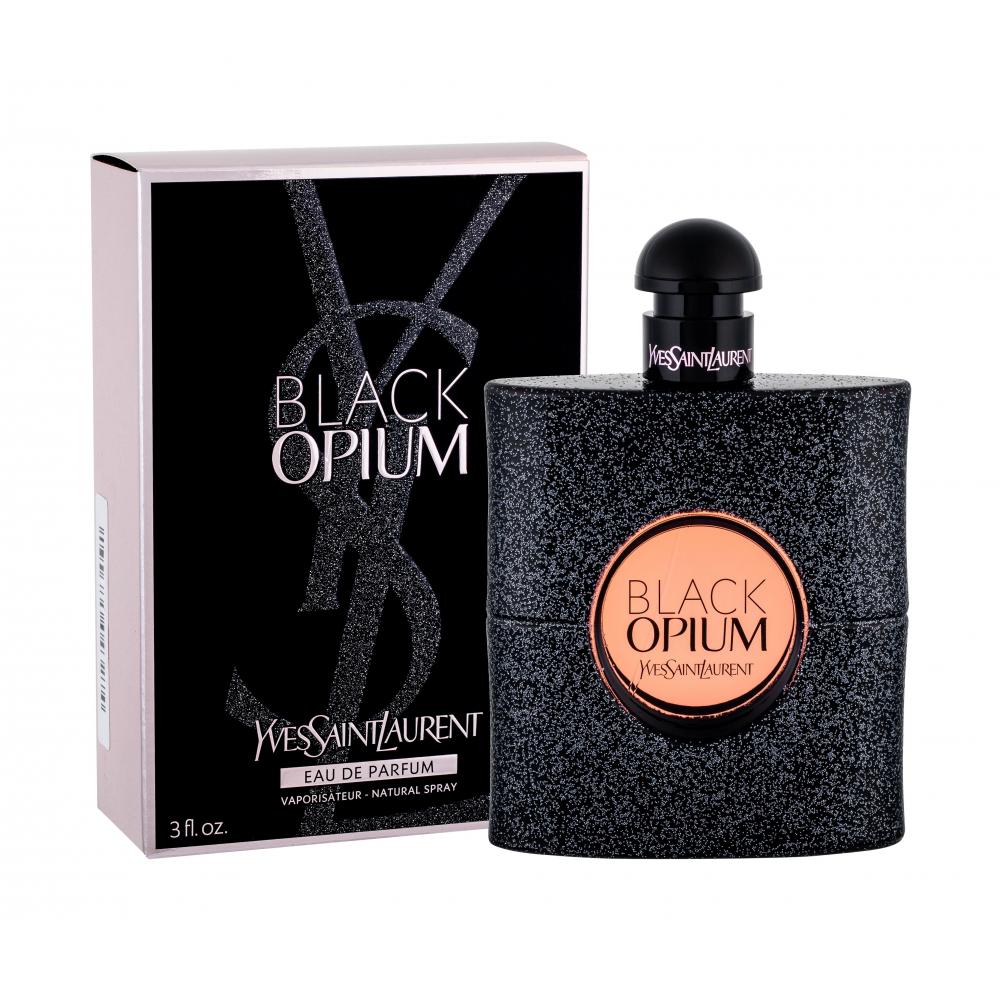 BLACK
OPIUM
YVESSAINTLAURENT
EAU DE PARFUM
VAPORISATEUR - NATURAL SPRAY
3 fl. oz.
YVESSAINTLAURENT
BLACK
OPIUM
YVESSAINTLAURENT